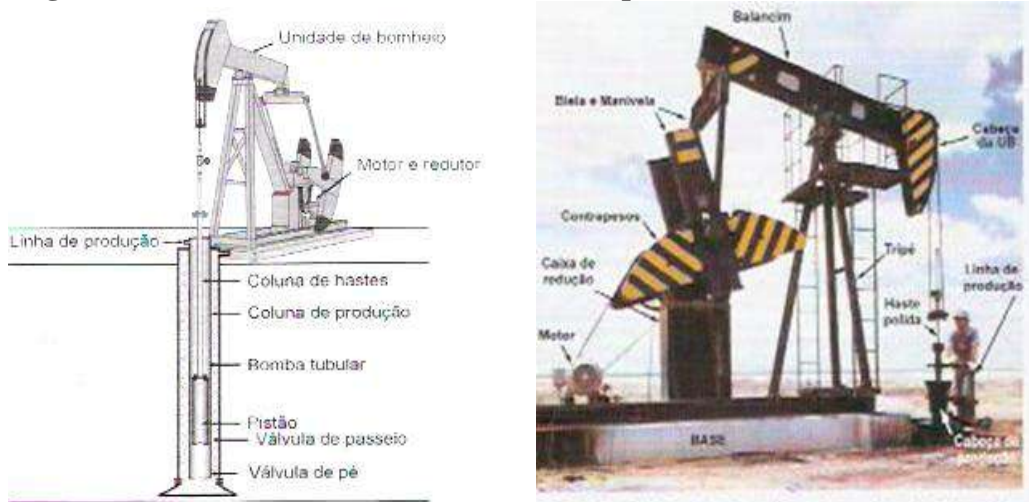 Unidade de bombeio
Motor e redutor
Linha de produção
Coluna de hastes
Coluna de produção
Bomba tubular
Pistão
Válvula de passeio
Válvula de pé
Balancim
Biela e Manivela
Cabeça
da UB
Contrapesos
Caixa de
redução
Tripé
Linha de
produção
Haste
polida
Motor
BASE
Cabeça de
produção